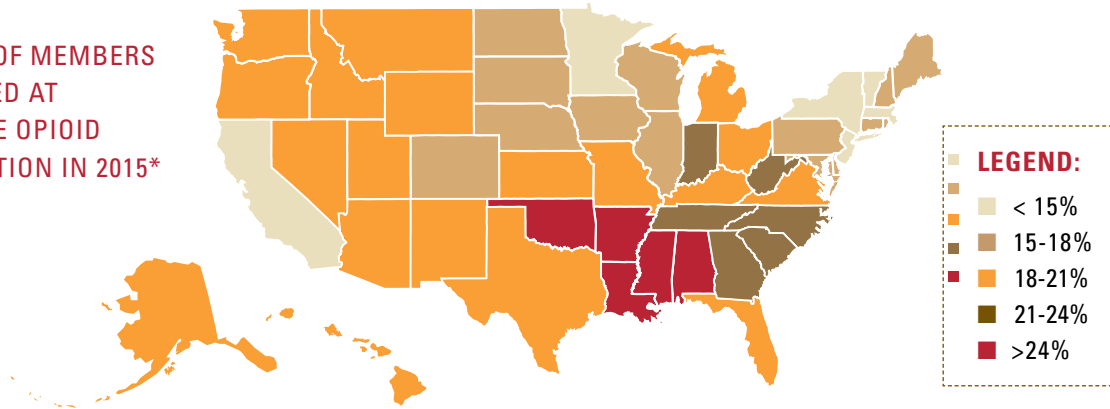 OF MEMBERS
ED AT
E OPIOID
TION IN 2015*
LEGEND:
< 15%
15-18%
18-21%
21-24%
>24%